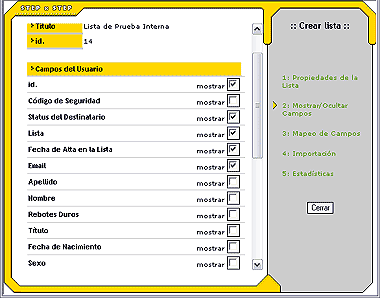 STEP x STEP
Título Lista de Prueba Interna
id. 14
Campos del Usuario
id. mostrar
Código de Seguridad mostrar
Status del Destinatario mostrar
Lista mostrar
Fecha de Alta en la Lista mostrar
Email mostrar
Apellido mostrar
Nombre mostrar
Rebotes Duros mostrar
Título mostrar
Fecha de Nacimiento mostrar
Sexo mostrar
:: Crear lista ::
1: Propiedades de la
Lista
2: Mostrar/Ocultar
Campos
3: Mapeo de Campos
4: Importación
5: Estadísticas
Cerrar